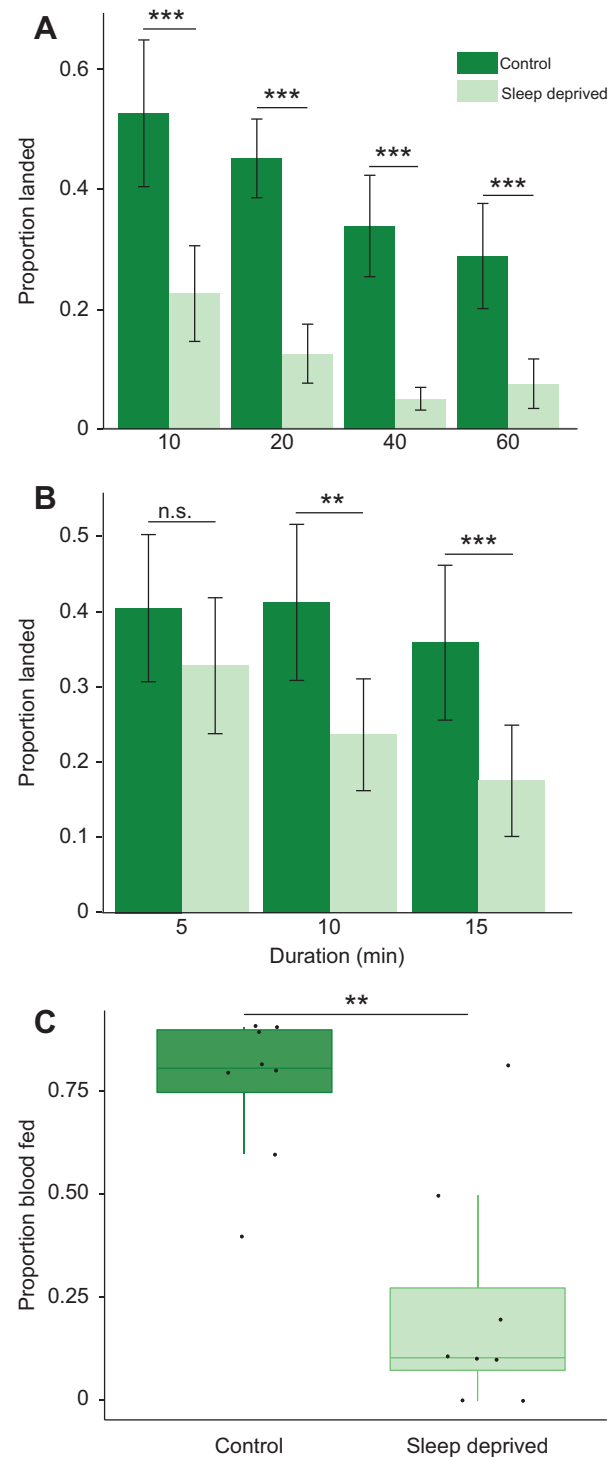 A
***
***
***
***
Control
Sleep deprived
0.6
0.4
0.2
0
Proportion landed
10 20 40 60
B
n.s.
**
***
0.5
0.4
0.3
0.2
0.1
0
Proportion landed
5 10 15
Duration (min)
C
**
0.75
0.50
0.25
0
Proportion blood fed
Control Sleep deprived